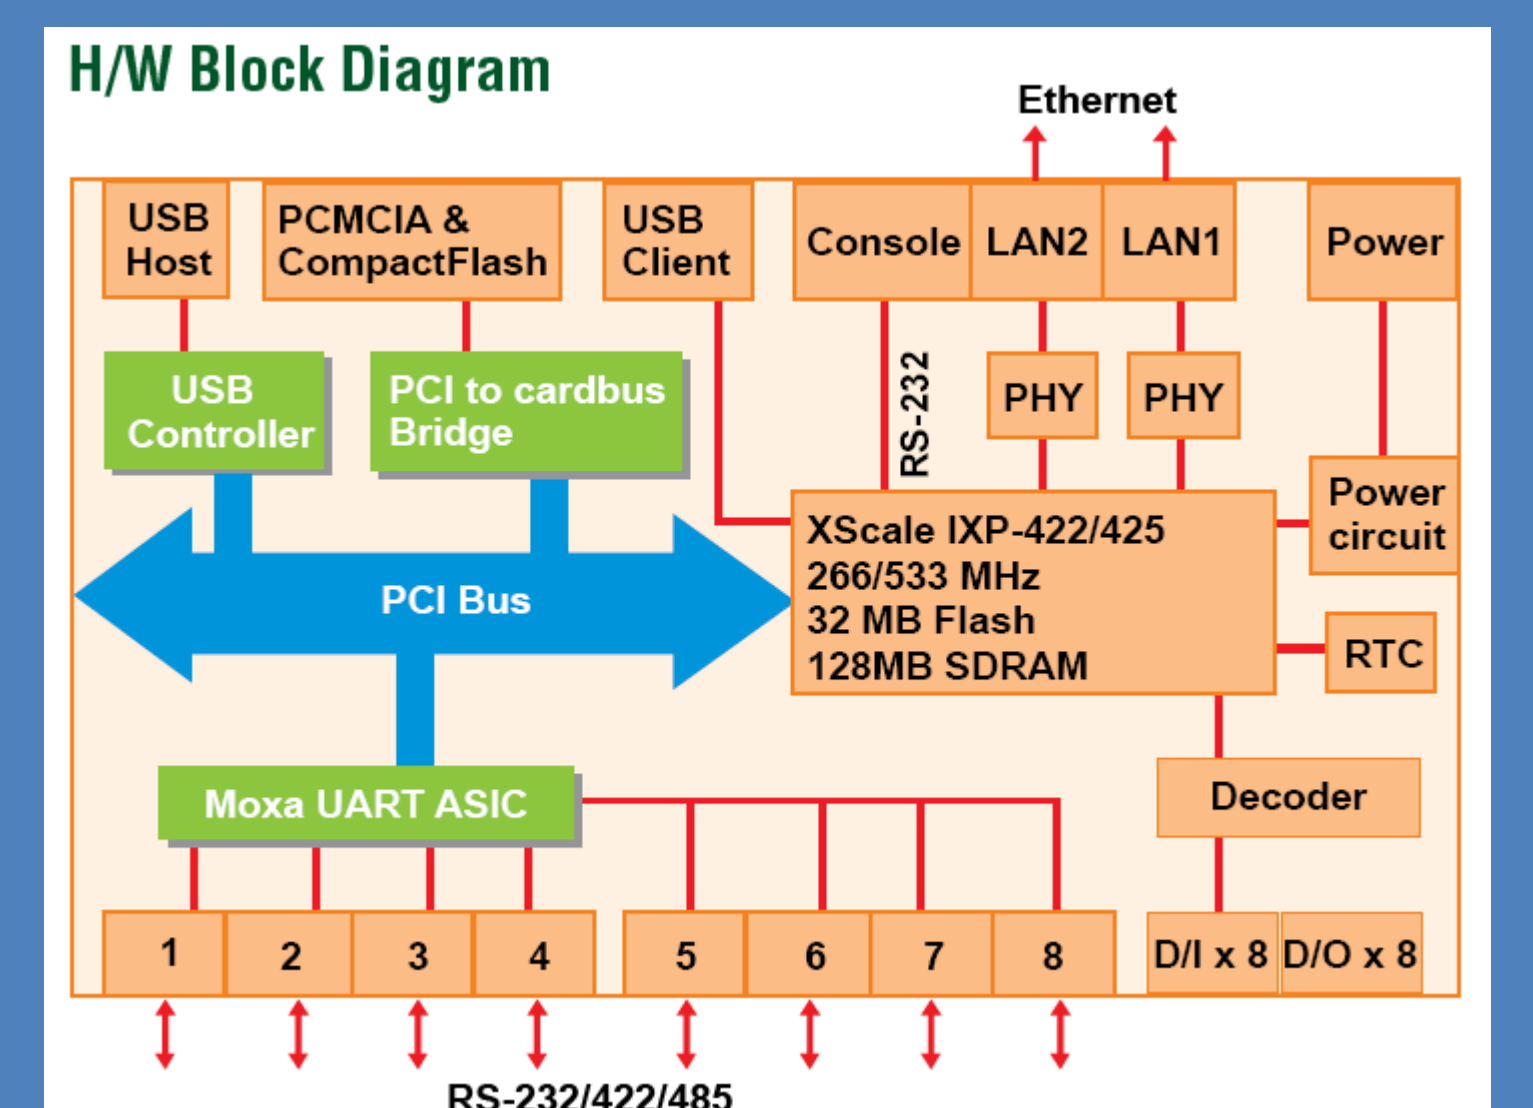 H/W Block Diagram
Ethernet
USB
Host
PCMCIA &
CompactFlash
USB
Client
Console
LAN2
LAN1
Power
USB
Controller
PCI to cardbus
Bridge
RS-232
PHY
PHY
Power
circuit
XScale IXP-422/425
266/533 MHz
32 MB Flash
128MB SDRAM
PCI Bus
RTC
Moxa UART ASIC
Decoder
1
2
3
4
5
6
7
8
D/I x 8
D/O x 8
RS-232/422/485